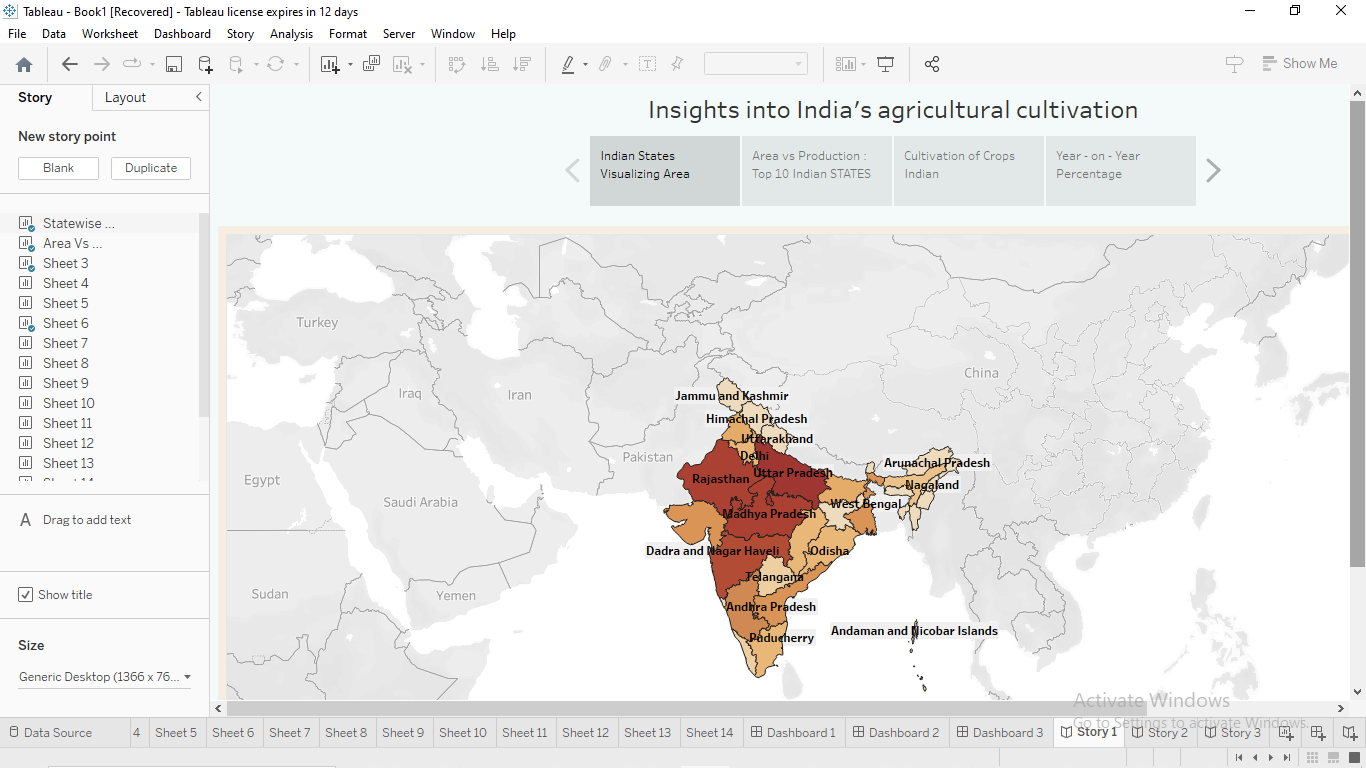 Tableau - Book1 [Recovered] - Tableau license expires in 12 days
File Data Worksheet Dashboard Story Analysis Format Server Window Help
Show Me
Story Layout
New story point
Blank Duplicate
Statewise ...
Area Vs ...
Sheet 3
Sheet 4
Sheet 5
Sheet 6
Sheet 7
Sheet 8
Sheet 9
Sheet 10
Sheet 11
Sheet 12
Sheet 13
A Drag to add text
Show title
Size
Generic Desktop (1366 x 76...
Insights into India's agricultural cultivation
Indian States
Visualizing Area
Area vs Production :
Top 10 Indian STATES
Cultivation of Crops
Indian
Year - on - Year
Percentage
Turkey
China
Iraq
Iran
Jammu and Kashmir
Himachal Pradesh
Uttarakhand
Pakistan
Delhi
Arunachal Pradesh
Uttar Pradesh
Egypt
Rajasthan
Nagaland
Saudi Arabia
West Bengal
Madhya Pradesh
Dadra and Nagar Haveli
Odisha
Telangana
Sudan
Yemen
Andhra Pradesh
Andaman and Nicobar Islands
Puducherry
Activate Windows
Go to Settings to activate Windows.
Data Source 4 Sheet 5 Sheet 6 Sheet 7 Sheet 8 Sheet 9 Sheet 10 Sheet 11 Sheet 12 Sheet 13 Sheet 14 Dashboard 1 Dashboard 2 Dashboard 3 Story 1 Story 2 Story 3